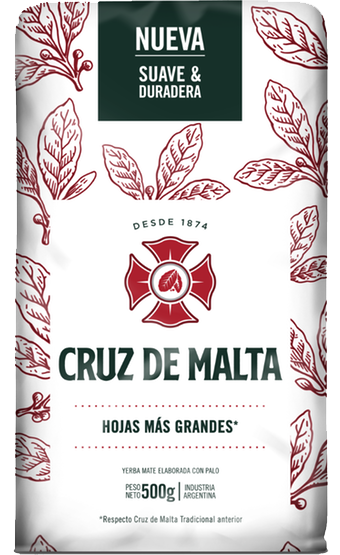 NUEVA
SUAVE &
DURADERA
DESDE 1874
CRUZ DE MALTA
HOJAS MÁS GRANDES*
YERBA MATE ELABORADA CON PALO
PESO NETO 500g INDUSTRIA ARGENTINA
*Respecto Cruz de Malta Tradicional anterior